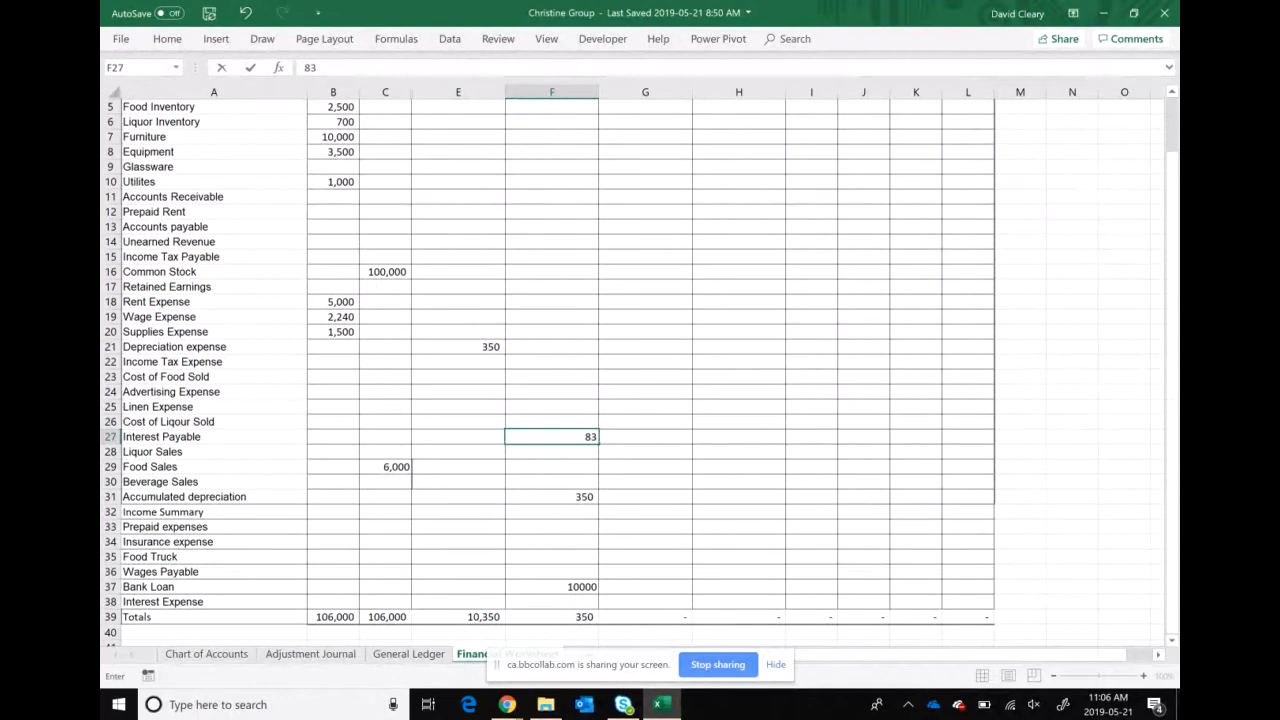 AutoSave Off Christine Group - Last Saved 2019-05-21 8:50 AM David Cleary
File Home Insert Draw Page Layout Formulas Data Review View Developer Help Power Pivot Search Share Comments
F27 fx 83
A B C E F G H I J K L M N O
5 Food Inventory 2,500
6 Liquor Inventory 700
7 Furniture 10,000
8 Equipment 3,500
9 Glassware
10 Utilites 1,000
11 Accounts Receivable
12 Prepaid Rent
13 Accounts payable
14 Unearned Revenue
15 Income Tax Payable
16 Common Stock 100,000
17 Retained Earnings
18 Rent Expense 5,000
19 Wage Expense 2,240
20 Supplies Expense 1,500
21 Depreciation expense 350
22 Income Tax Expense
23 Cost of Food Sold
24 Advertising Expense
25 Linen Expense
26 Cost of Liqour Sold
27 Interest Payable 83
28 Liquor Sales
29 Food Sales 6,000
30 Beverage Sales
31 Accumulated depreciation 350
32 Income Summary
33 Prepaid expenses
34 Insurance expense
35 Food Truck
36 Wages Payable
37 Bank Loan 10000
38 Interest Expense
39 Totals 106,000 106,000 10,350 350 - - - - - -
40
Chart of Accounts Adjustment Journal General Ledger Financial Worksheet
ca.bbcollab.com is sharing your screen. Stop sharing Hide
Enter 100%
Type here to search 11:06 AM
2019-05-21 4